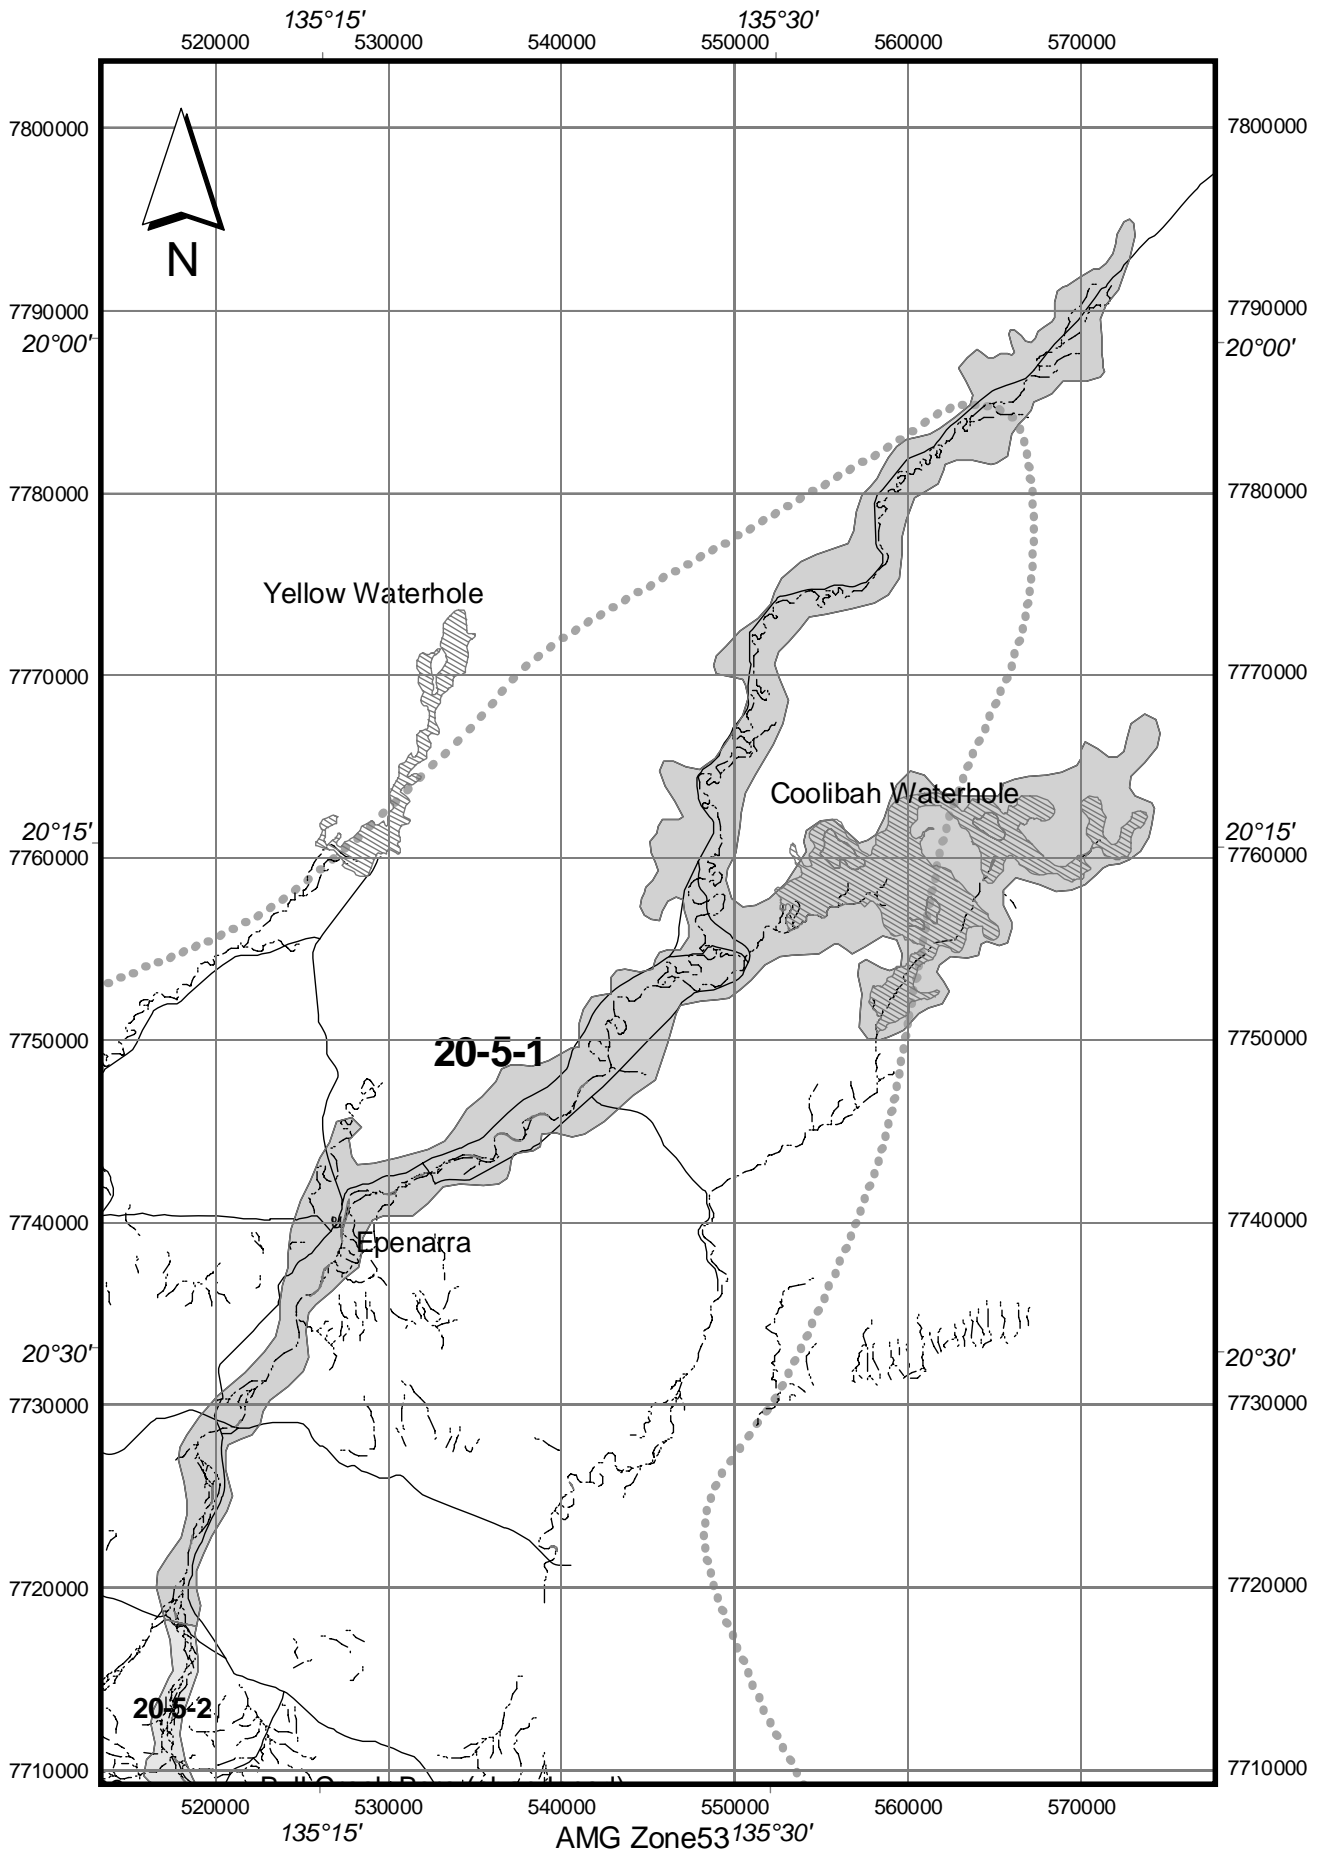 135°15' 135°30'
520000 530000 540000 550000 560000 570000
7800000 7800000
N
7790000 7790000
20°00' 20°00'
7780000 7780000
Yellow Waterhole
7770000 7770000
Coolibah Waterhole
20°15' 20°15'
7760000 7760000
7750000 7750000
20-5-1
7740000 7740000
Epenarra
20°30' 20°30'
7730000 7730000
7720000 7720000
20-5-2
7710000 7710000
520000 530000 540000 550000 560000 570000
135°15' AMG Zone53 135°30'